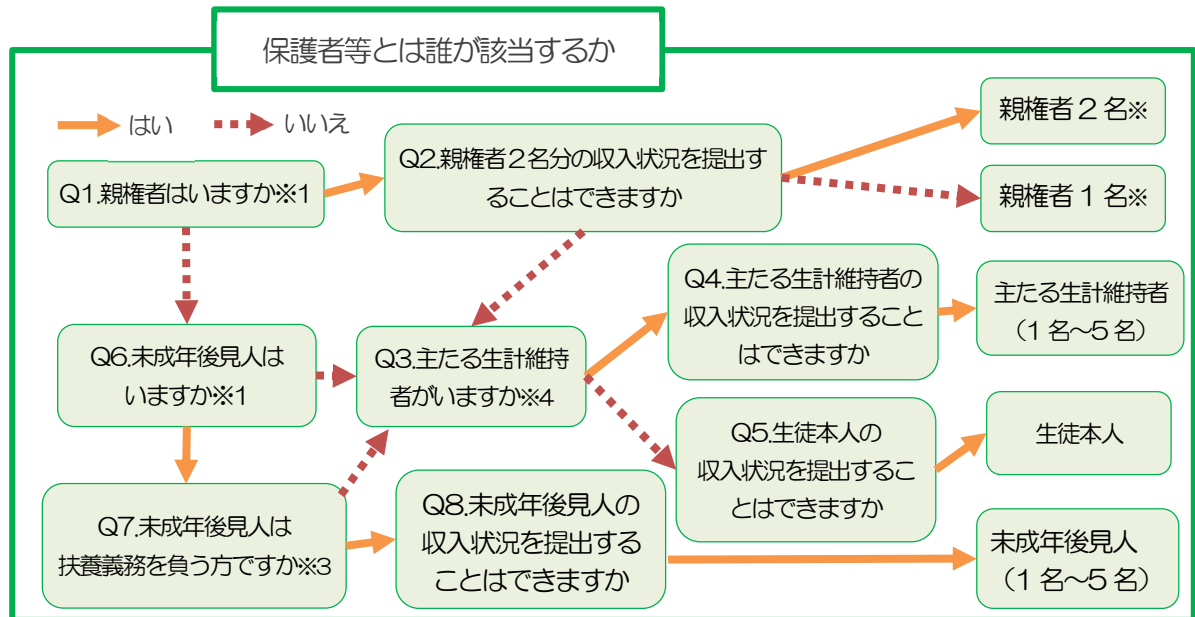 保護者等とは誰が該当するか
はい
いいえ
Q1.親権者はいますか※1
Q2.親権者2名分の収入状況を提出す
ることはできますか
親権者2名※
親権者1名※
Q6.未成年後見人は
いますか※1
Q3.主たる生計維持
者がいますか※4
Q4.主たる生計維持者の
収入状況を提出すること
はできますか
主たる生計維持者
(1名~5名)
Q5.生徒本人の
収入状況を提出するこ
とはできますか
生徒本人
Q7.未成年後見人は
扶養義務を負う方ですか※3
Q8.未成年後見人の
収入状況を提出する
ことはできますか
未成年後見人
(1名~5名)